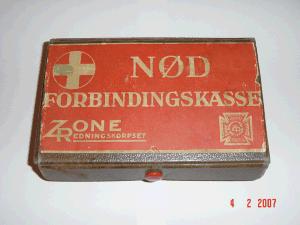 NØD
FORBINDINGSKASSE
ZONE
REDNINGSKORPSET
4 2 2007